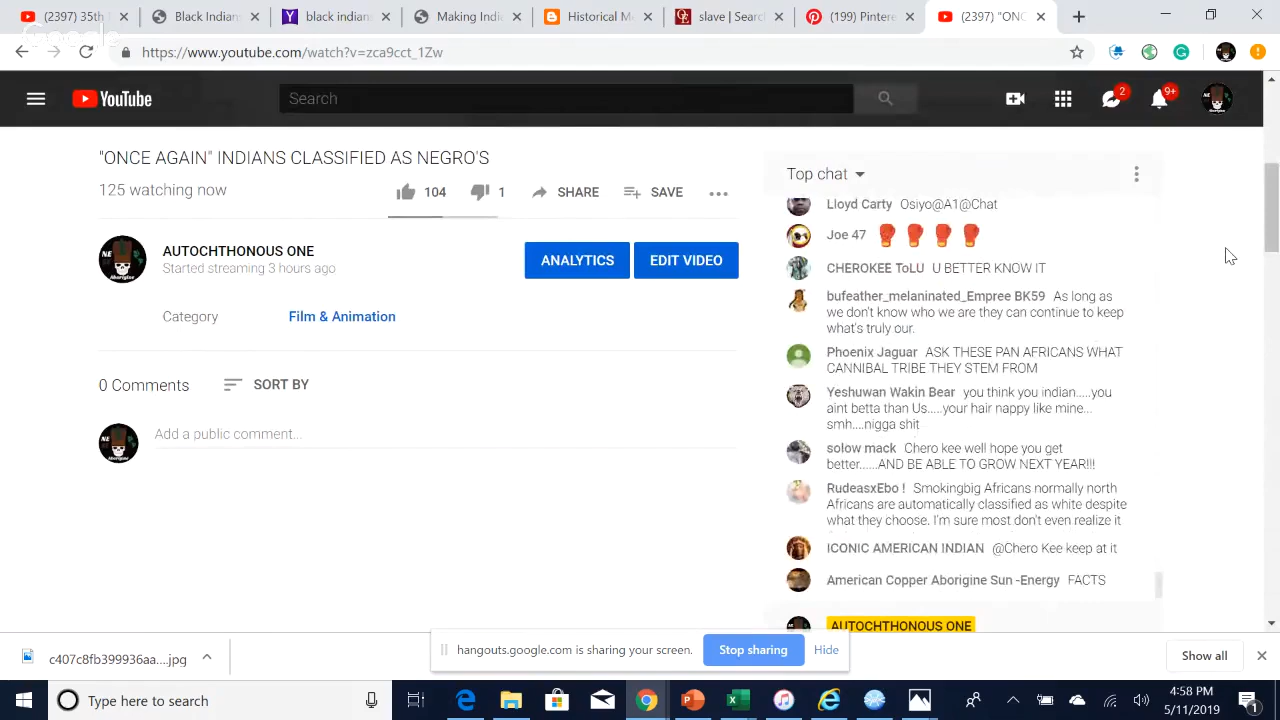 (2397) 35th
Black Indians
black indians
Making Indi
Historical M
slave | Searc
(199) Pintere
(2397) "ONC
https://www.youtube.com/watch?v=zca9cct_1Zw
YouTube
Search
2
9+
"ONCE AGAIN" INDIANS CLASSIFIED AS NEGRO'S
125 watching now
104
1
SHARE
SAVE
AUTOCHTHONOUS ONE
Started streaming 3 hours ago
ANALYTICS
EDIT VIDEO
Category
Film & Animation
0 Comments
SORT BY
Add a public comment...
Top chat
Lloyd Carty Osiyo@A1@Chat
Joe 47
CHEROKEE ToLU U BETTER KNOW IT
bufeather_melaninated_Empree BK59 As long as
we don't know who we are they can continue to keep
what's truly our.
Phoenix Jaguar ASK THESE PAN AFRICANS WHAT
CANNIBAL TRIBE THEY STEM FROM
Yeshuwan Wakin Bear you think you indian.....you
aint betta than Us.....your hair nappy like mine...
smh....nigga shit
solow mack Chero kee well hope you get
better......AND BE ABLE TO GROW NEXT YEAR!!!
RudeasxEbo ! Smokingbig Africans normally north
Africans are automatically classified as white despite
what they choose. I'm sure most don't even realize it
ICONIC AMERICAN INDIAN @Chero Kee keep at it
American Copper Aborigine Sun -Energy FACTS
AUTOCHTHONOUS ONE
hangouts.google.com is sharing your screen.
Stop sharing
Hide
c407c8fb399936aa....jpg
Show all
Type here to search
4:58 PM
5/11/2019
1